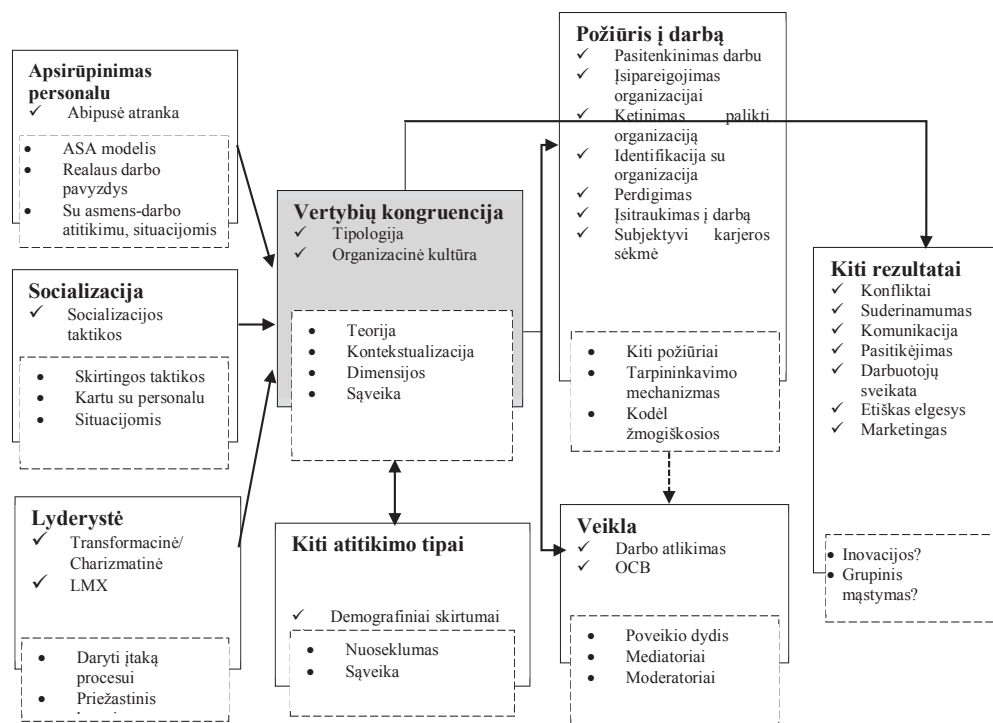 Apsirūpinimas
personalu
✓ Abipusė atranka
• ASA modelis
• Realaus darbo
pavyzdys
• Su asmens-darbo
atitikimu, situacijomis
Socializacija
✓ Socializacijos
taktikos
• Skirtingos taktikos
• Kartu su personalu
• Situacijomis
Lyderystė
✓ Transformacinė/
Charizmatinė
✓ LMX
• Daryti įtaką
procesui
• Priežastinis
Vertybių kongruencija
✓ Tipologija
✓ Organizacinė kultūra
• Teorija
• Kontekstualizacija
• Dimensijos
• Sąveika
Kiti atitikimo tipai
✓ Demografiniai skirtumai
• Nuoseklumas
• Sąveika
Požiūris į darbą
✓ Pasitenkinimas darbu
✓ Įsipareigojimas
organizacijai
✓ Ketinimas palikti
organizaciją
✓ Identifikacija su
organizacija
✓ Perdigimas
✓ Įsitraukimas į darbą
✓ Subjektyvi karjeros
sėkmė
• Kiti požiūriai
• Tarpininkavimo
mechanizmas
• Kodėl
žmogiškosios
Veikla
✓ Darbo atlikimas
✓ OCB
• Poveikio dydis
• Mediatoriai
• Moderatoriai
Kiti rezultatai
✓ Konfliktai
✓ Suderinamumas
✓ Komunikacija
✓ Pasitikėjimas
✓ Darbuotojų
sveikata
✓ Etiškas elgesys
✓ Marketingas
• Inovacijos?
• Grupinis
mąstymas?